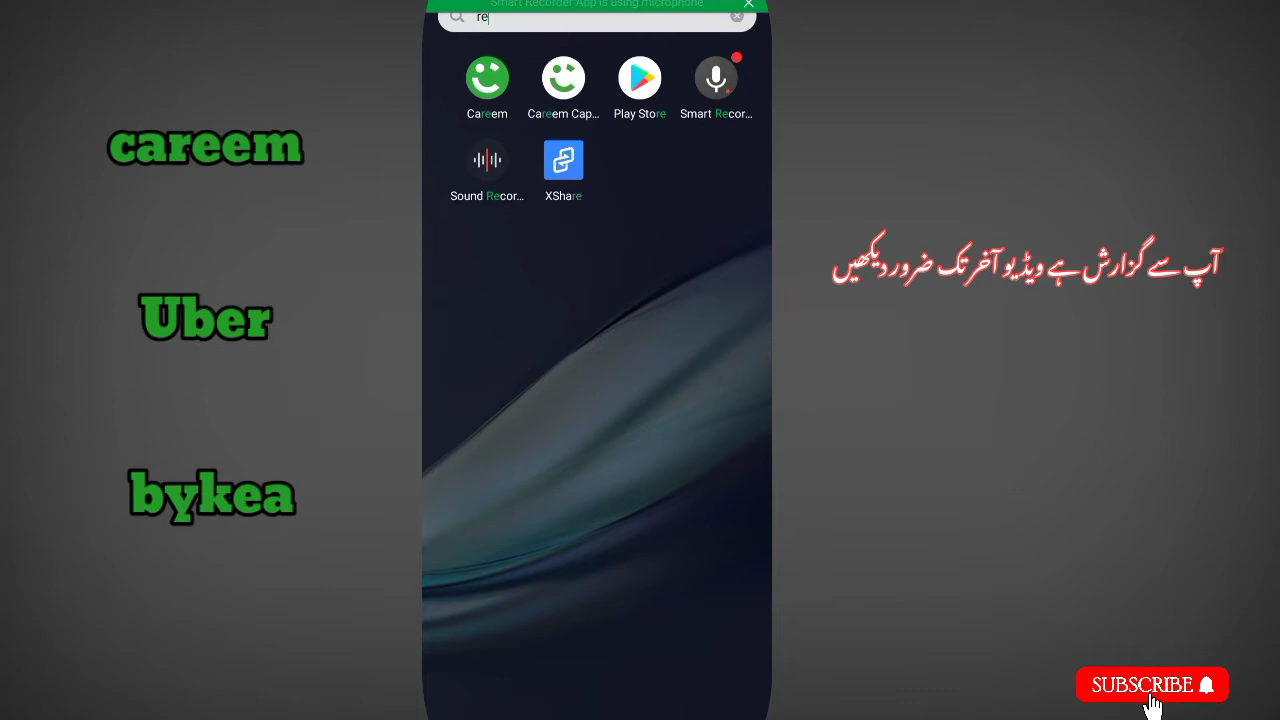 Smart Recorder App is using microphone
re
Careem
Careem Cap...
Play Store
Smart Recor...
Sound Recor...
XShare
careem
Uber
bykea
آپ سے گزارش ہے ویڈیو آخر تک ضرور دیکھیں
SUBSCRIBE